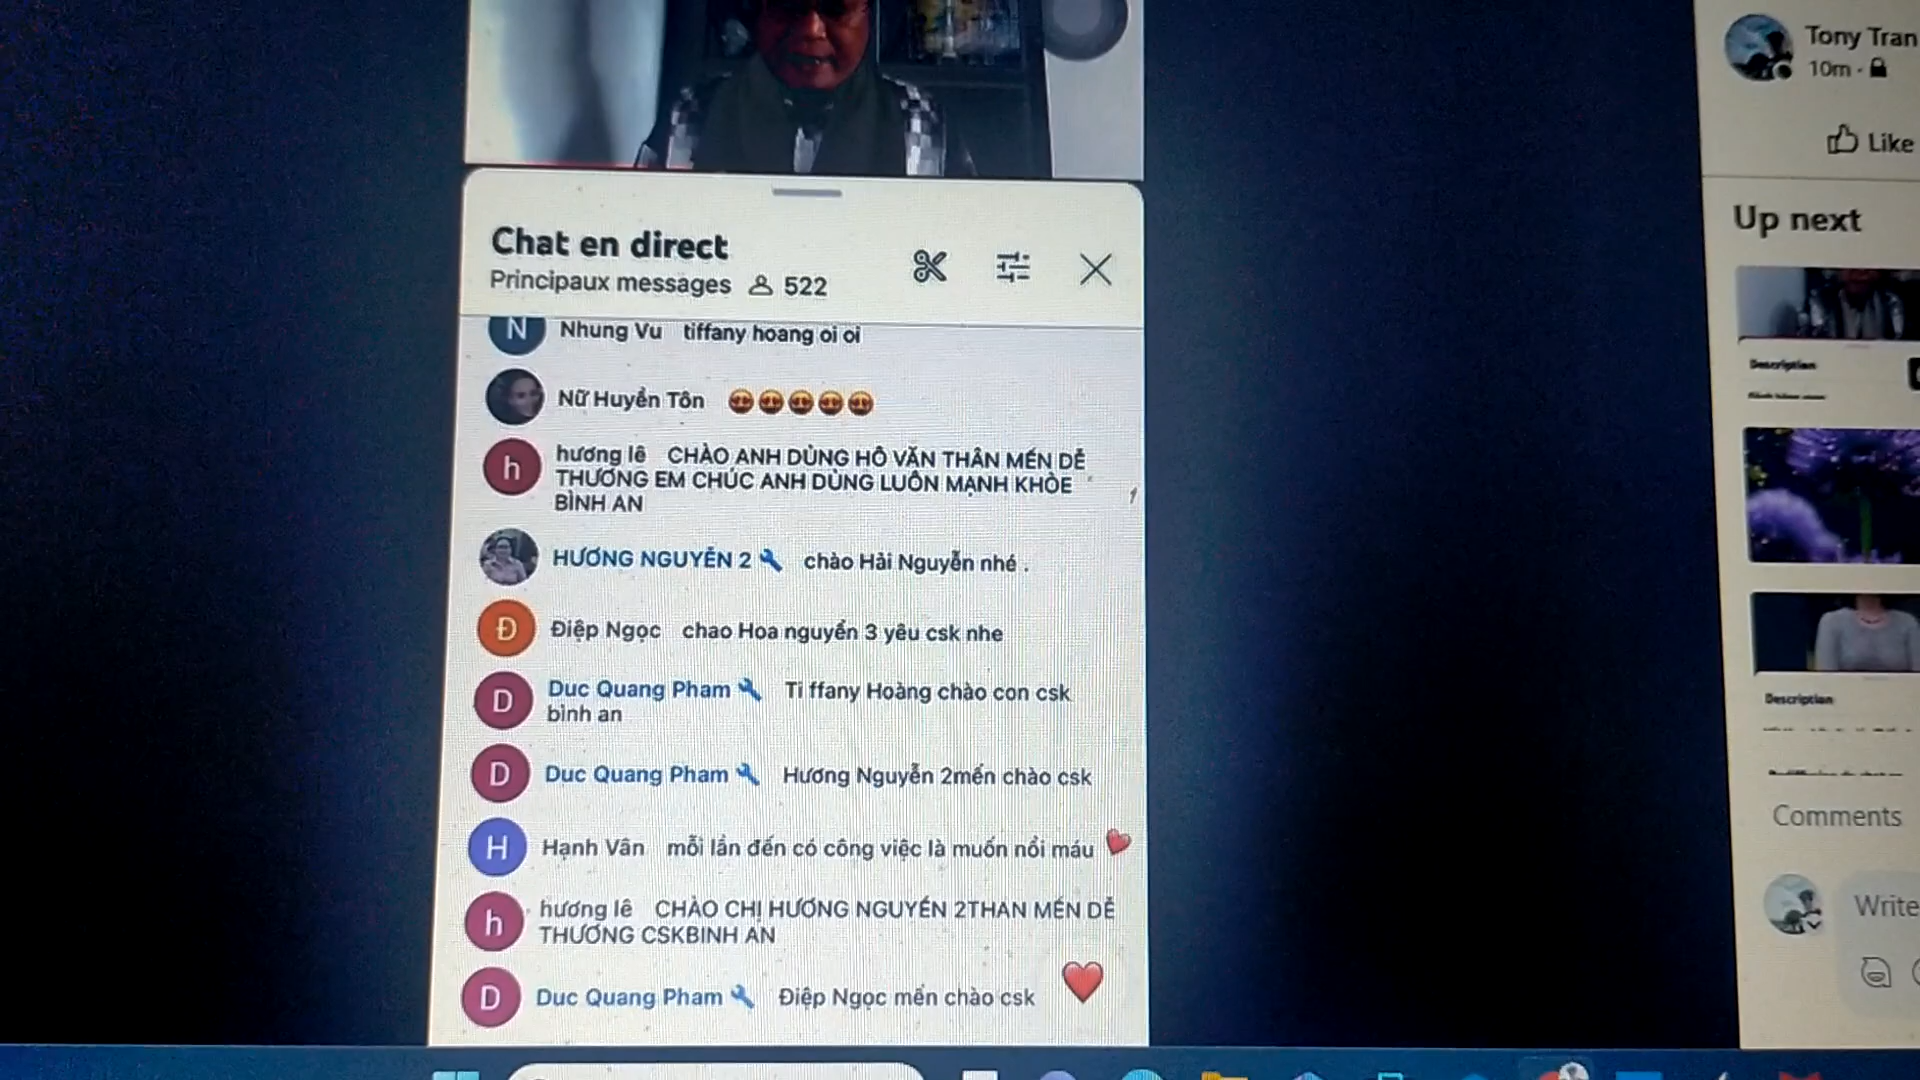 Tony Tran
10m
Like
Up next
Chat en direct
Principaux messages 522
Nhung Vu tiffany hoang oi oi
Nữ Huyền Tôn
hương lê CHÀO ANH DÙNG HÔ VĂN THÂN MẾN DỄ
THƯƠNG EM CHÚC ANH DÙNG LUÔN MẠNH KHỎE
BÌNH AN
HƯƠNG NGUYỄN 2 chào Hải Nguyễn nhé .
Điệp Ngọc chao Hoa nguyển 3 yêu csk nhe
Duc Quang Pham Ti ffany Hoàng chào con csk
bình an
Duc Quang Pham Hương Nguyễn 2mến chào csk
Hạnh Vân mỗi lần đến có công việc là muốn nổi máu
hương lê CHÀO CHỊ HƯƠNG NGUYÊN 2THAN MẾN DỄ
THƯƠNG CSKBINH AN
Duc Quang Pham Điệp Ngọc mến chào csk
Description
Description
Comments
Write